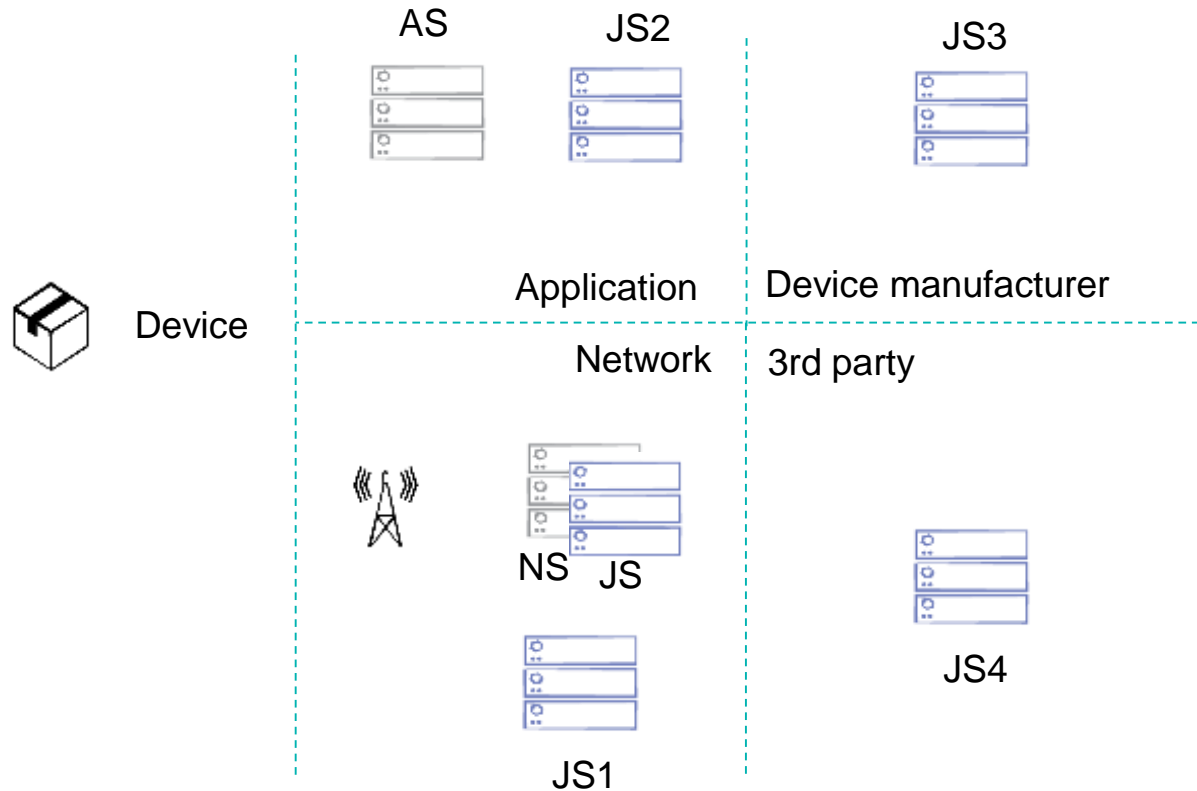 AS
JS2
JS3
Application
Device manufacturer
Device
Network
3rd party
NS
JS
JS4
JS1